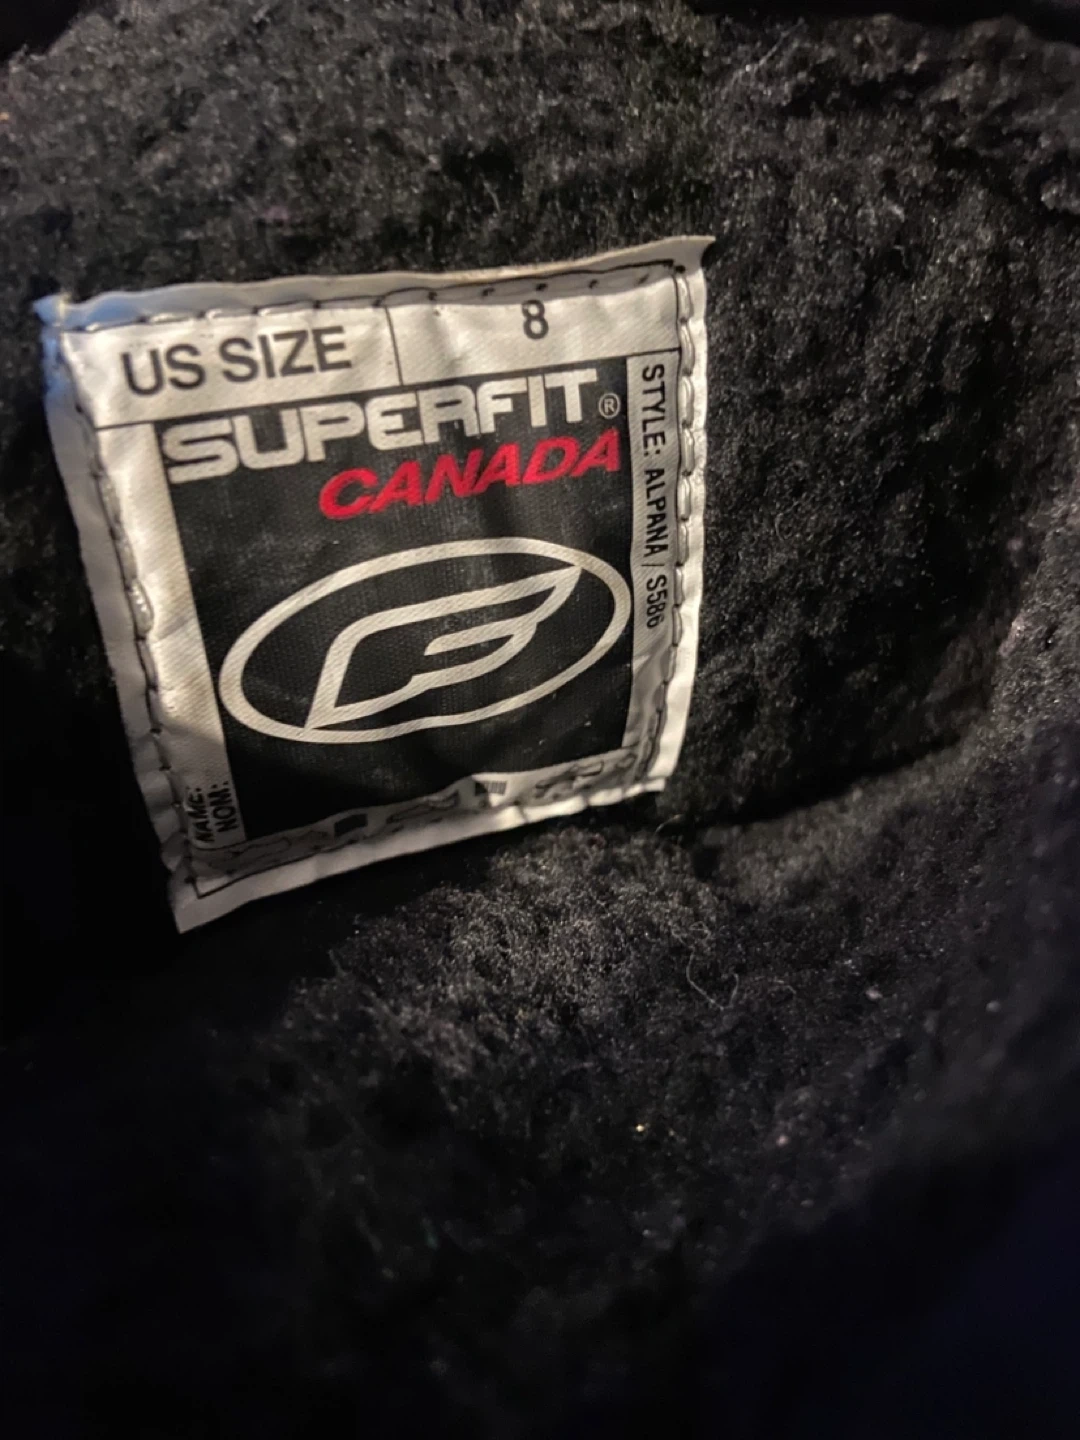 US SIZE 8
SUPERFIT®
CANADA
STYLE: ALPANA / S586
NAME:
NOM: